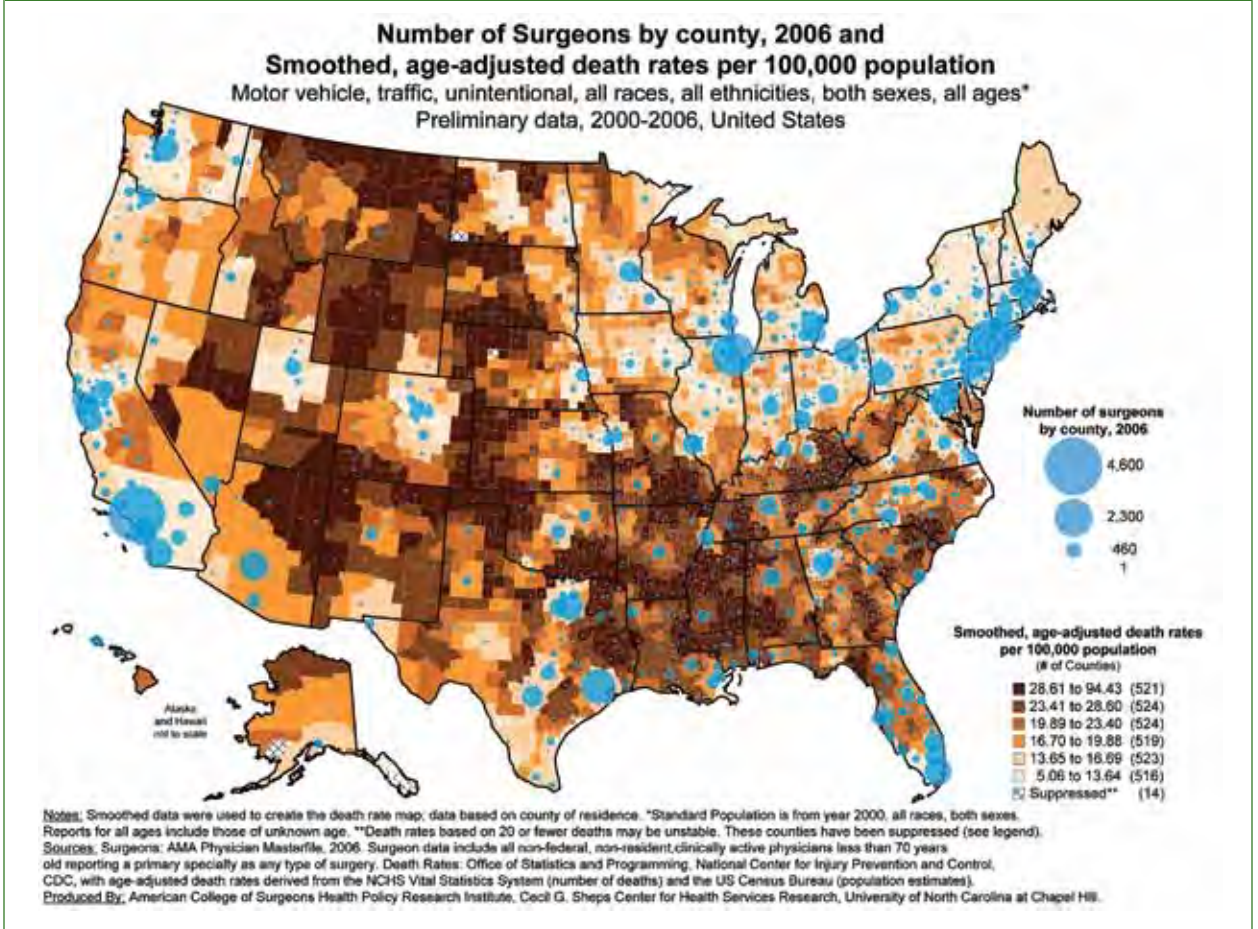 Number of Surgeons by county, 2006 and
Smoothed, age-adjusted death rates per 100,000 population
Motor vehicle, traffic, unintentional, all races, all ethnicities, both sexes, all ages*
Preliminary data, 2000-2006, United States
Number of surgeons
by county, 2006
4,600
2,300
460
1
Smoothed, age-adjusted death rates
per 100,000 population
(# of Counties)
28.61 to 94.43 (521)
23.41 to 28.60 (524)
19.89 to 23.40 (524)
16.70 to 19.88 (519)
13.65 to 16.69 (523)
5.06 to 13.64 (516)
Suppressed** (14)
Alaska
and Hawaii
not to scale
Notes: Smoothed data were used to create the death rate map; data based on county of residence. *Standard Population is from year 2000, all races, both sexes.
Reports for all ages include those of unknown age. **Death rates based on 20 or fewer deaths may be unstable. These counties have been suppressed (see legend).
Sources: Surgeons: AMA Physician Masterfile, 2006. Surgeon data include all non-federal, non-resident,clinically active physicians less than 70 years
old reporting a primary specialty as any type of surgery. Death Rates: Office of Statistics and Programming, National Center for Injury Prevention and Control,
CDC, with age-adjusted death rates derived from the NCHS Vital Statistics System (number of deaths) and the US Census Bureau (population estimates).
Produced By: American College of Surgeons Health Policy Research Institute, Cecil G. Sheps Center for Health Services Research, University of North Carolina at Chapel Hill.